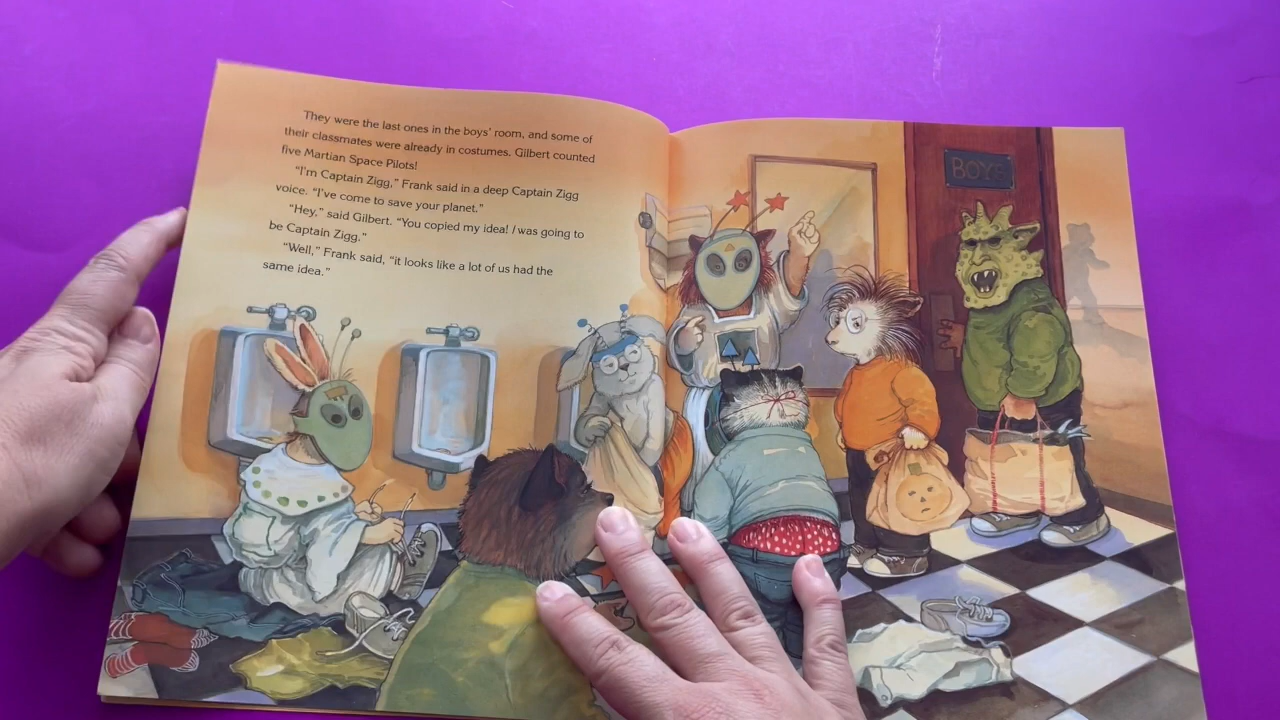 They were the last ones in the boys' room, and some of
their classmates were already in costumes. Gilbert counted
five Martian Space Pilots!
"I'm Captain Zigg," Frank said in a deep Captain Zigg
voice. "I've come to save your planet."
"Hey," said Gilbert. "You copied my idea! I was going to
be Captain Zigg."
"Well," Frank said, "it looks like a lot of us had the
same idea."
BOYS